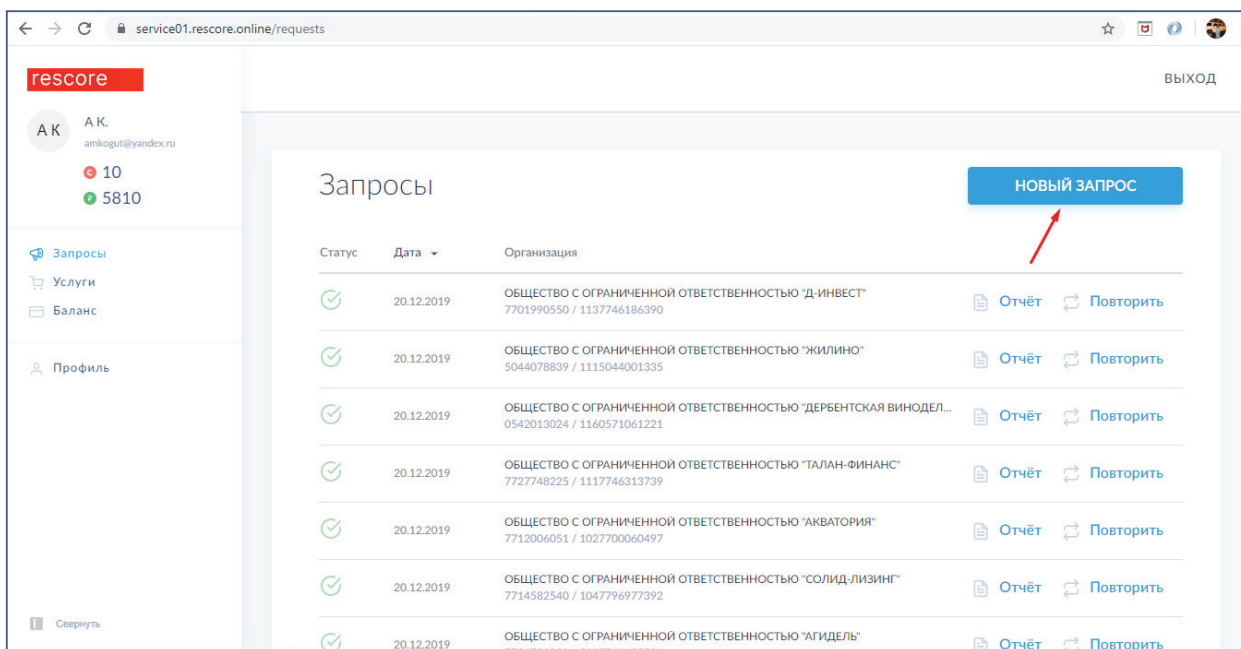 service01.rescore.online/requests
rescore
ВЫХОД
А К
А К.
amkogut@yandex.ru
С 10
₽ 5810
Запросы
Услуги
Баланс
Профиль
Свернуть
Запросы
НОВЫЙ ЗАПРОС
Статус Дата Организация
20.12.2019 ОБЩЕСТВО С ОГРАНИЧЕННОЙ ОТВЕТСТВЕННОСТЬЮ "Д-ИНВЕСТ" Отчёт Повторить
7701990550 / 1137746186390
20.12.2019 ОБЩЕСТВО С ОГРАНИЧЕННОЙ ОТВЕТСТВЕННОСТЬЮ "ЖИЛИНО" Отчёт Повторить
5044078839 / 1115044001335
20.12.2019 ОБЩЕСТВО С ОГРАНИЧЕННОЙ ОТВЕТСТВЕННОСТЬЮ "ДЕРБЕНТСКАЯ ВИНОДЕЛ... Отчёт Повторить
0542013024 / 1160571061221
20.12.2019 ОБЩЕСТВО С ОГРАНИЧЕННОЙ ОТВЕТСТВЕННОСТЬЮ "ТАЛАН-ФИНАНС" Отчёт Повторить
7727748225 / 1117746313739
20.12.2019 ОБЩЕСТВО С ОГРАНИЧЕННОЙ ОТВЕТСТВЕННОСТЬЮ "АКВАТОРИЯ" Отчёт Повторить
7712006051 / 1027700060497
20.12.2019 ОБЩЕСТВО С ОГРАНИЧЕННОЙ ОТВЕТСТВЕННОСТЬЮ "СОЛИД-ЛИЗИНГ" Отчёт Повторить
7714582540 / 1047796977392
20.12.2019 ОБЩЕСТВО С ОГРАНИЧЕННОЙ ОТВЕТСТВЕННОСТЬЮ "АГИДЕЛЬ" Отчёт Повторить